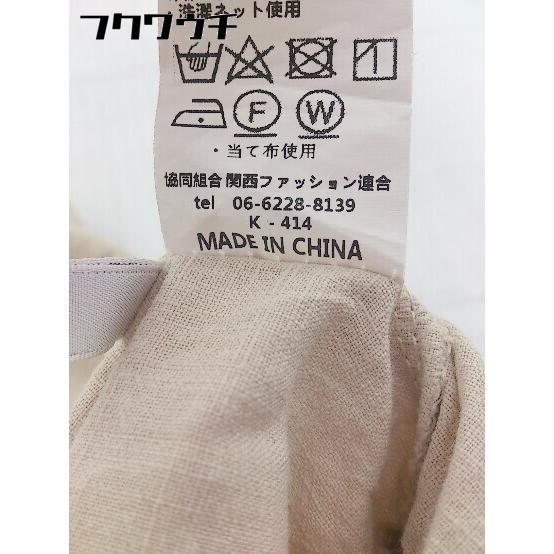 フクウウチ
洗濯ネット使用
F W
・当て布使用
協同組合 関西ファッション連合
tel 06-6228-8139
K - 414
MADE IN CHINA